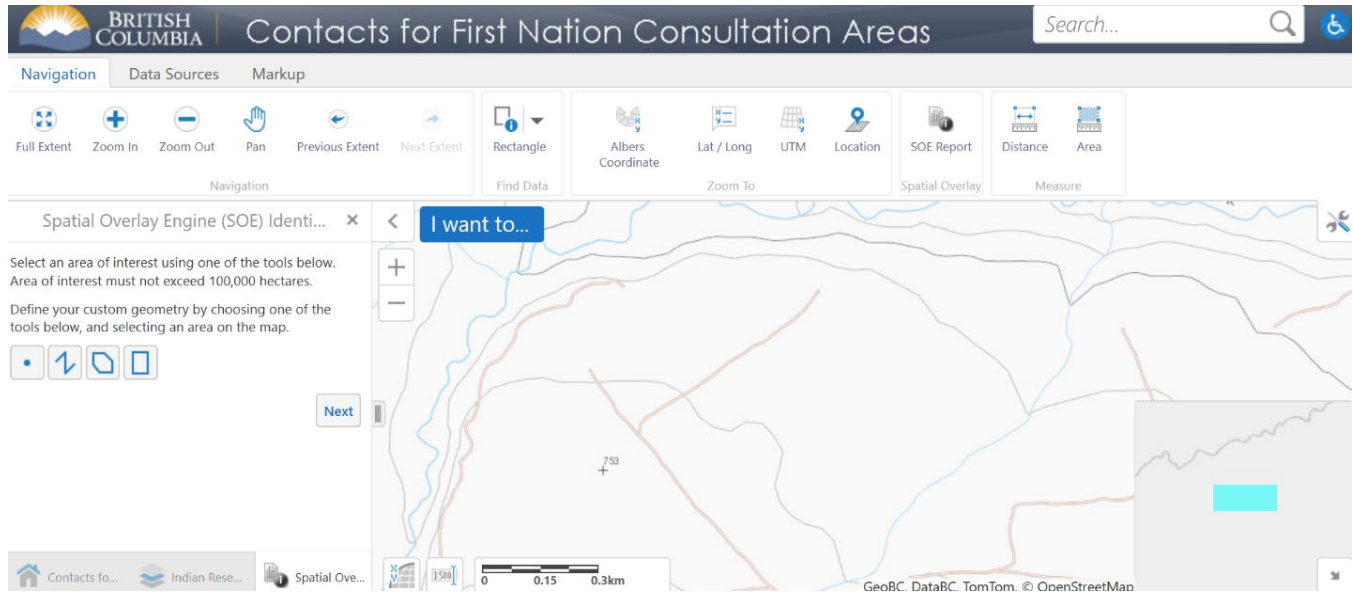 BRITISH
COLUMBIA
Contacts for First Nation Consultation Areas
Search...
Navigation
Data Sources
Markup
Full Extent
Zoom In
Zoom Out
Pan
Previous Extent
Next Extent
Navigation
Rectangle
Find Data
Albers
Coordinate
Lat / Long
UTM
Location
Zoom To
SOE Report
Spatial Overlay
Distance
Area
Measure
Spatial Overlay Engine (SOE) Identi...
I want to...
Select an area of interest using one of the tools below.
Area of interest must not exceed 100,000 hectares.
Define your custom geometry by choosing one of the
tools below, and selecting an area on the map.
Next
753
Contacts fo...
Indian Rese...
Spatial Ove...
1:500
0 0.15 0.3km
GeoBC, DataBC, TomTom, © OpenStreetMap